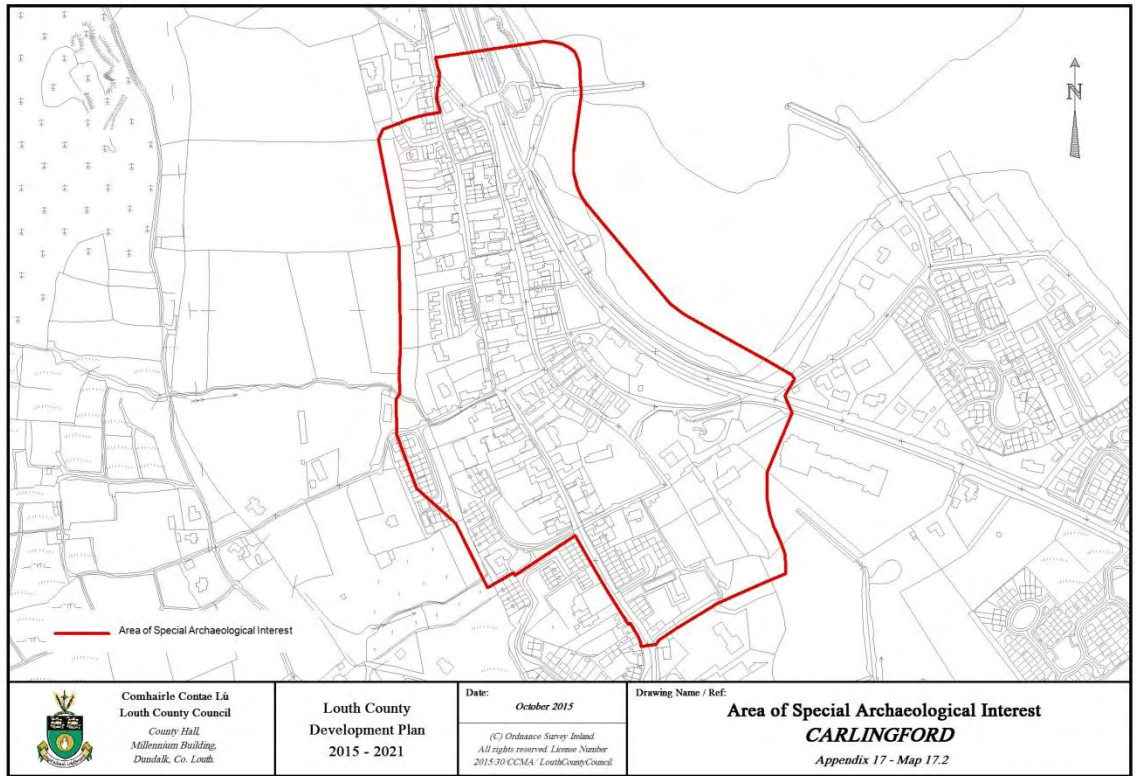 N
Area of Special Archaeological Interest
Comhairle Contae Lú
Louth County Council
County Hall,
Millennium Building,
Dundalk, Co. Louth.
Louth County
Development Plan
2015 - 2021
Date:
October 2015
(C) Ordnance Survey Ireland.
All rights reserved. License Number
2015/30/CCMA/ LouthCountyCouncil
Drawing Name / Ref:
Area of Special Archaeological Interest
CARLINGFORD
Appendix 17 - Map 17.2